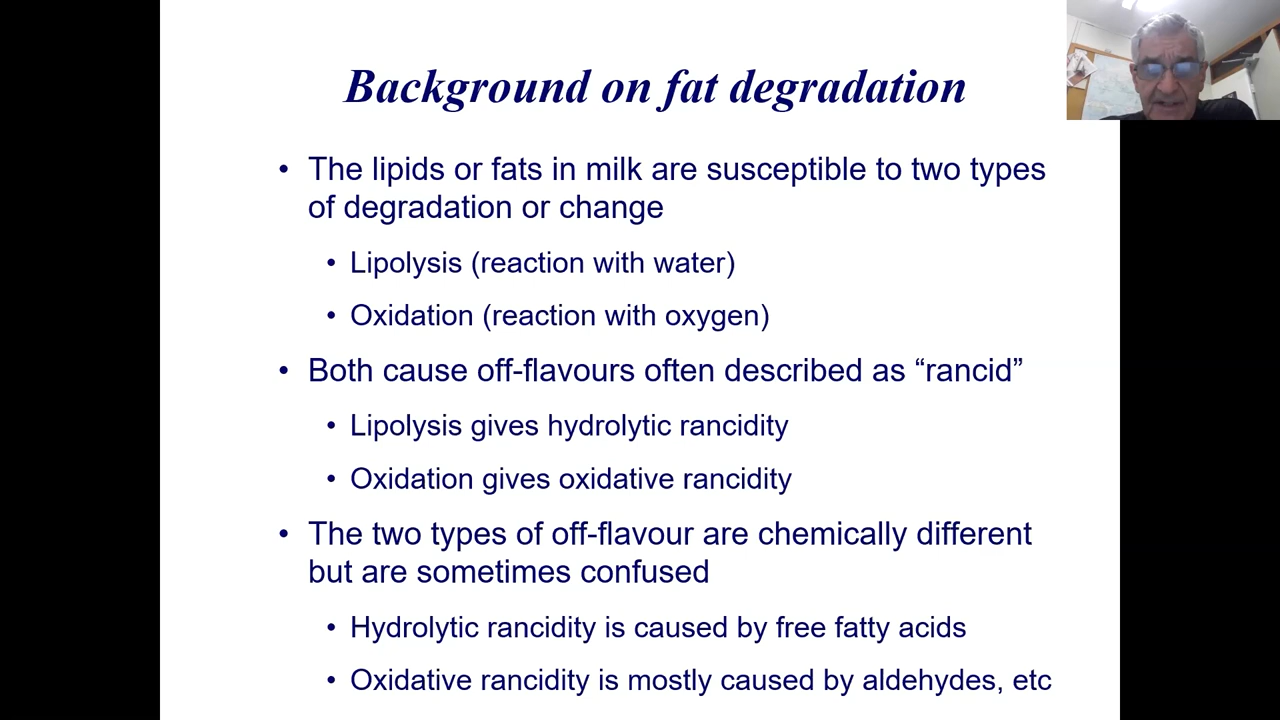 Background on fat degradation
• The lipids or fats in milk are susceptible to two types
of degradation or change
• Lipolysis (reaction with water)
• Oxidation (reaction with oxygen)
• Both cause off-flavours often described as “rancid”
• Lipolysis gives hydrolytic rancidity
• Oxidation gives oxidative rancidity
• The two types of off-flavour are chemically different
but are sometimes confused
• Hydrolytic rancidity is caused by free fatty acids
• Oxidative rancidity is mostly caused by aldehydes, etc